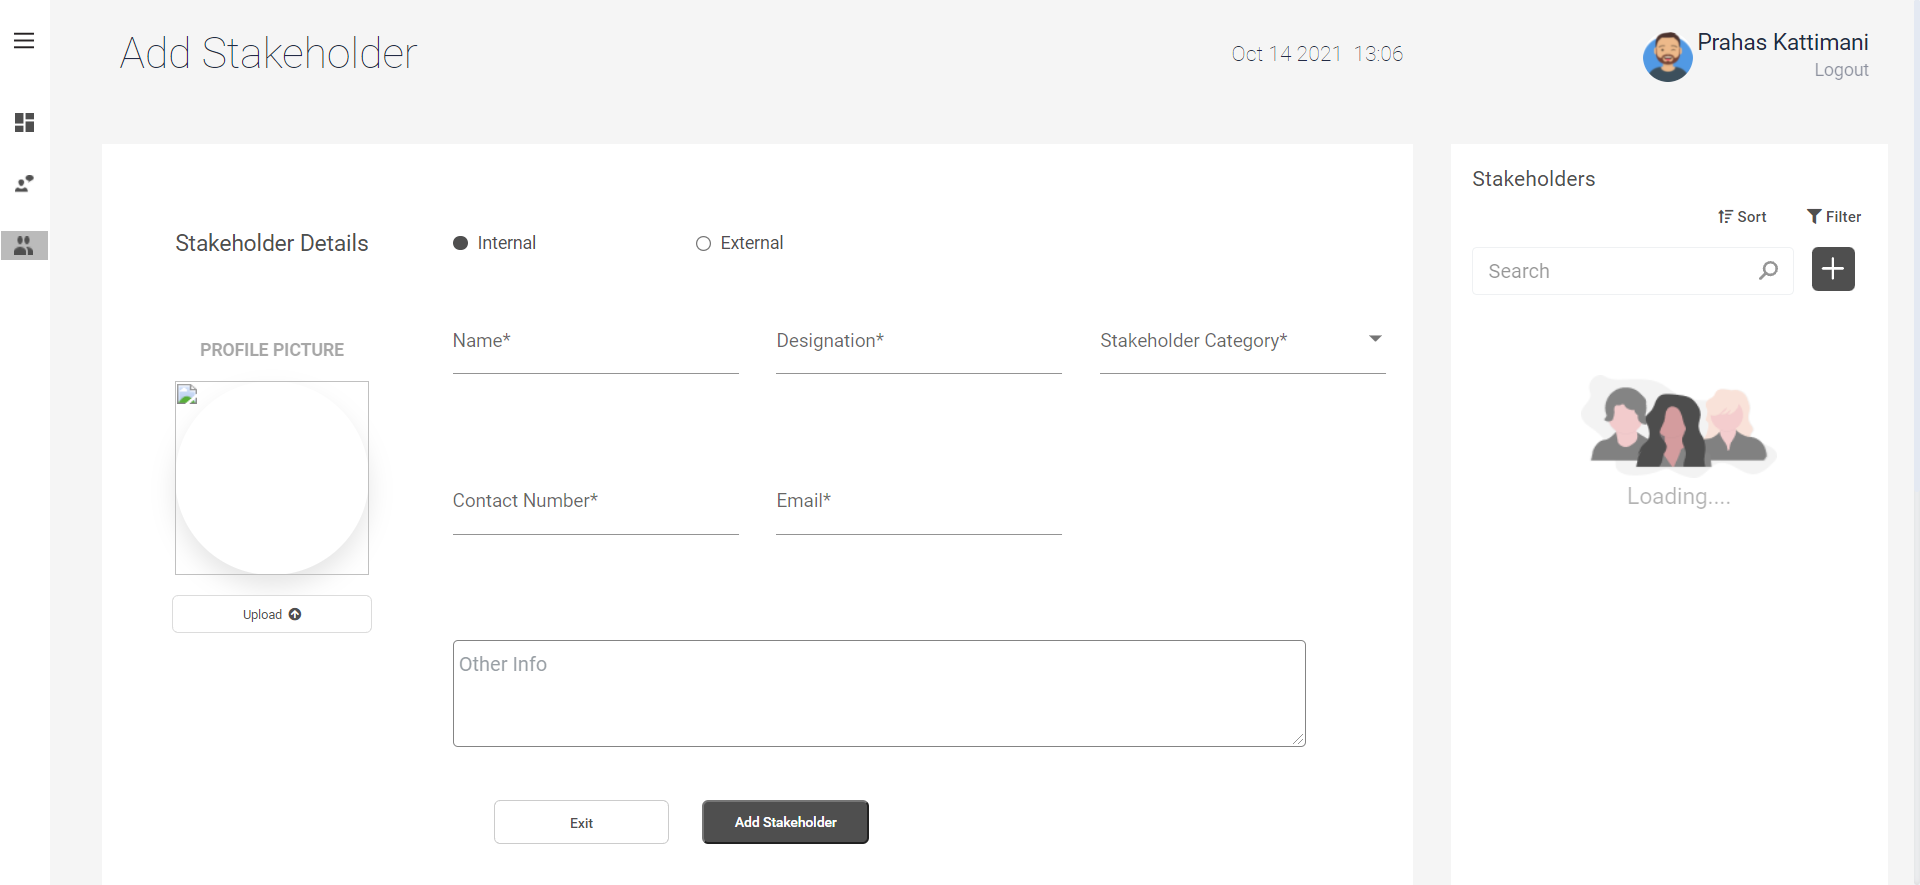 Add Stakeholder
Oct 14 2021 13:06
Prahas Kattimani
Logout
Stakeholder Details
Internal
External
PROFILE PICTURE
Name*
Designation*
Stakeholder Category*
Contact Number*
Email*
Upload
Other Info
Exit
Add Stakeholder
Stakeholders
Sort
Filter
Search
Loading....